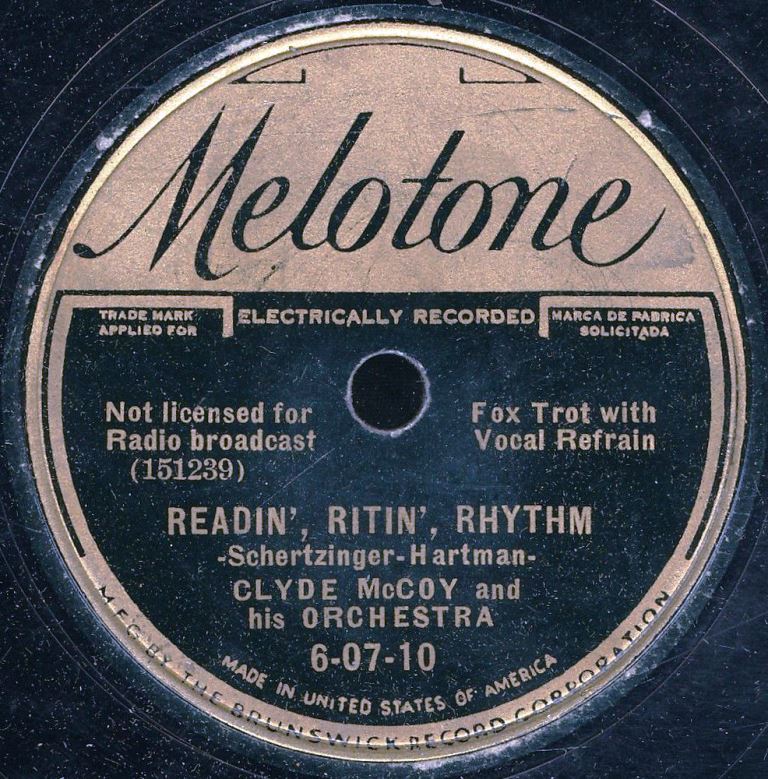 Melotone
TRADE MARK
APPLIED FOR
ELECTRICALLY RECORDED
MARCA DE FABRICA
SOLICITADA
Not licensed for
Radio broadcast
(151239)
Fox Trot with
Vocal Refrain
READIN', RITIN', RHYTHM
-Schertzinger-Hartman-
CLYDE McCOY and
his ORCHESTRA
6-07-10
MADE IN UNITED STATES OF AMERICA
MFG. BY THE BRUNSWICK RECORD CORPORATION